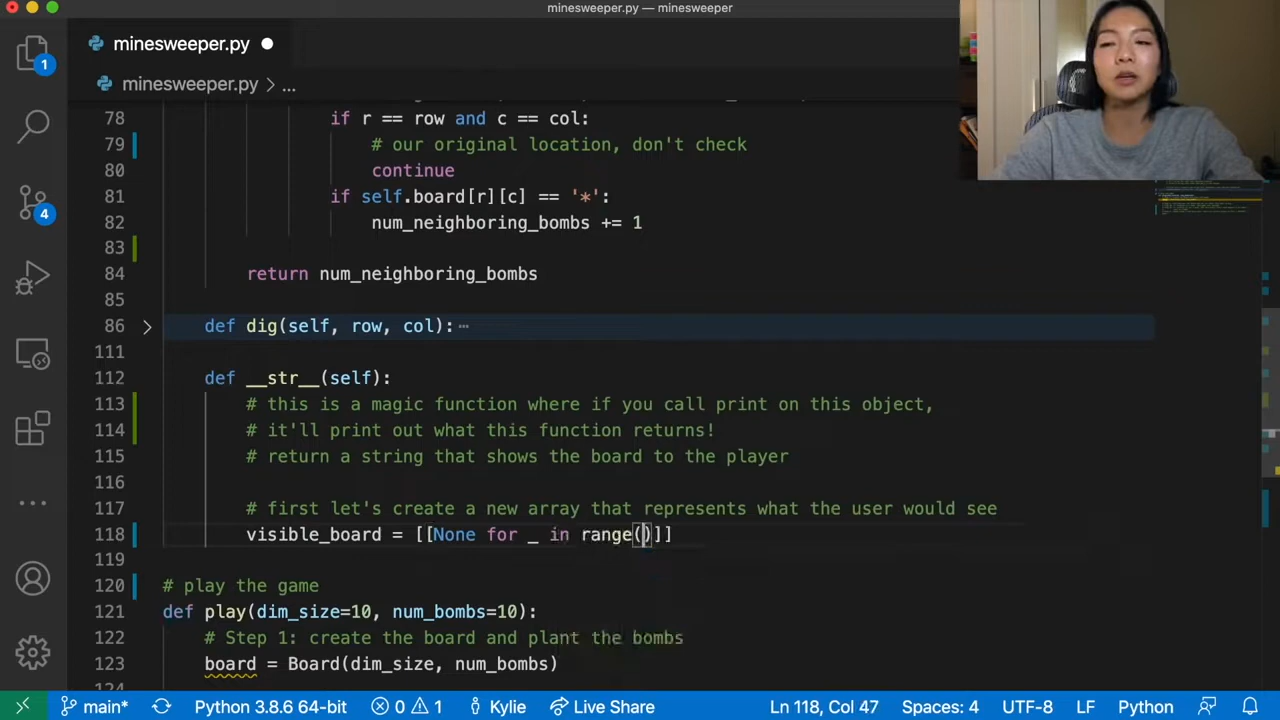 minesweeper.py — minesweeper
minesweeper.py
minesweeper.py > ...
78 if r == row and c == col:
79 # our original location, don't check
80 continue
81 if self.board[r][c] == '*':
82 num_neighboring_bombs += 1
83
84 return num_neighboring_bombs
85
86 def dig(self, row, col):⋯
111
112 def __str__(self):
113 # this is a magic function where if you call print on this object,
114 # it'll print out what this function returns!
115 # return a string that shows the board to the player
116
117 # first let's create a new array that represents what the user would see
118 visible_board = [[None for _ in range()]]
119
120 # play the game
121 def play(dim_size=10, num_bombs=10):
122 # Step 1: create the board and plant the bombs
123 board = Board(dim_size, num_bombs)
1
4
main* Python 3.8.6 64-bit 0 1 Kylie Live Share Ln 118, Col 47 Spaces: 4 UTF-8 LF Python